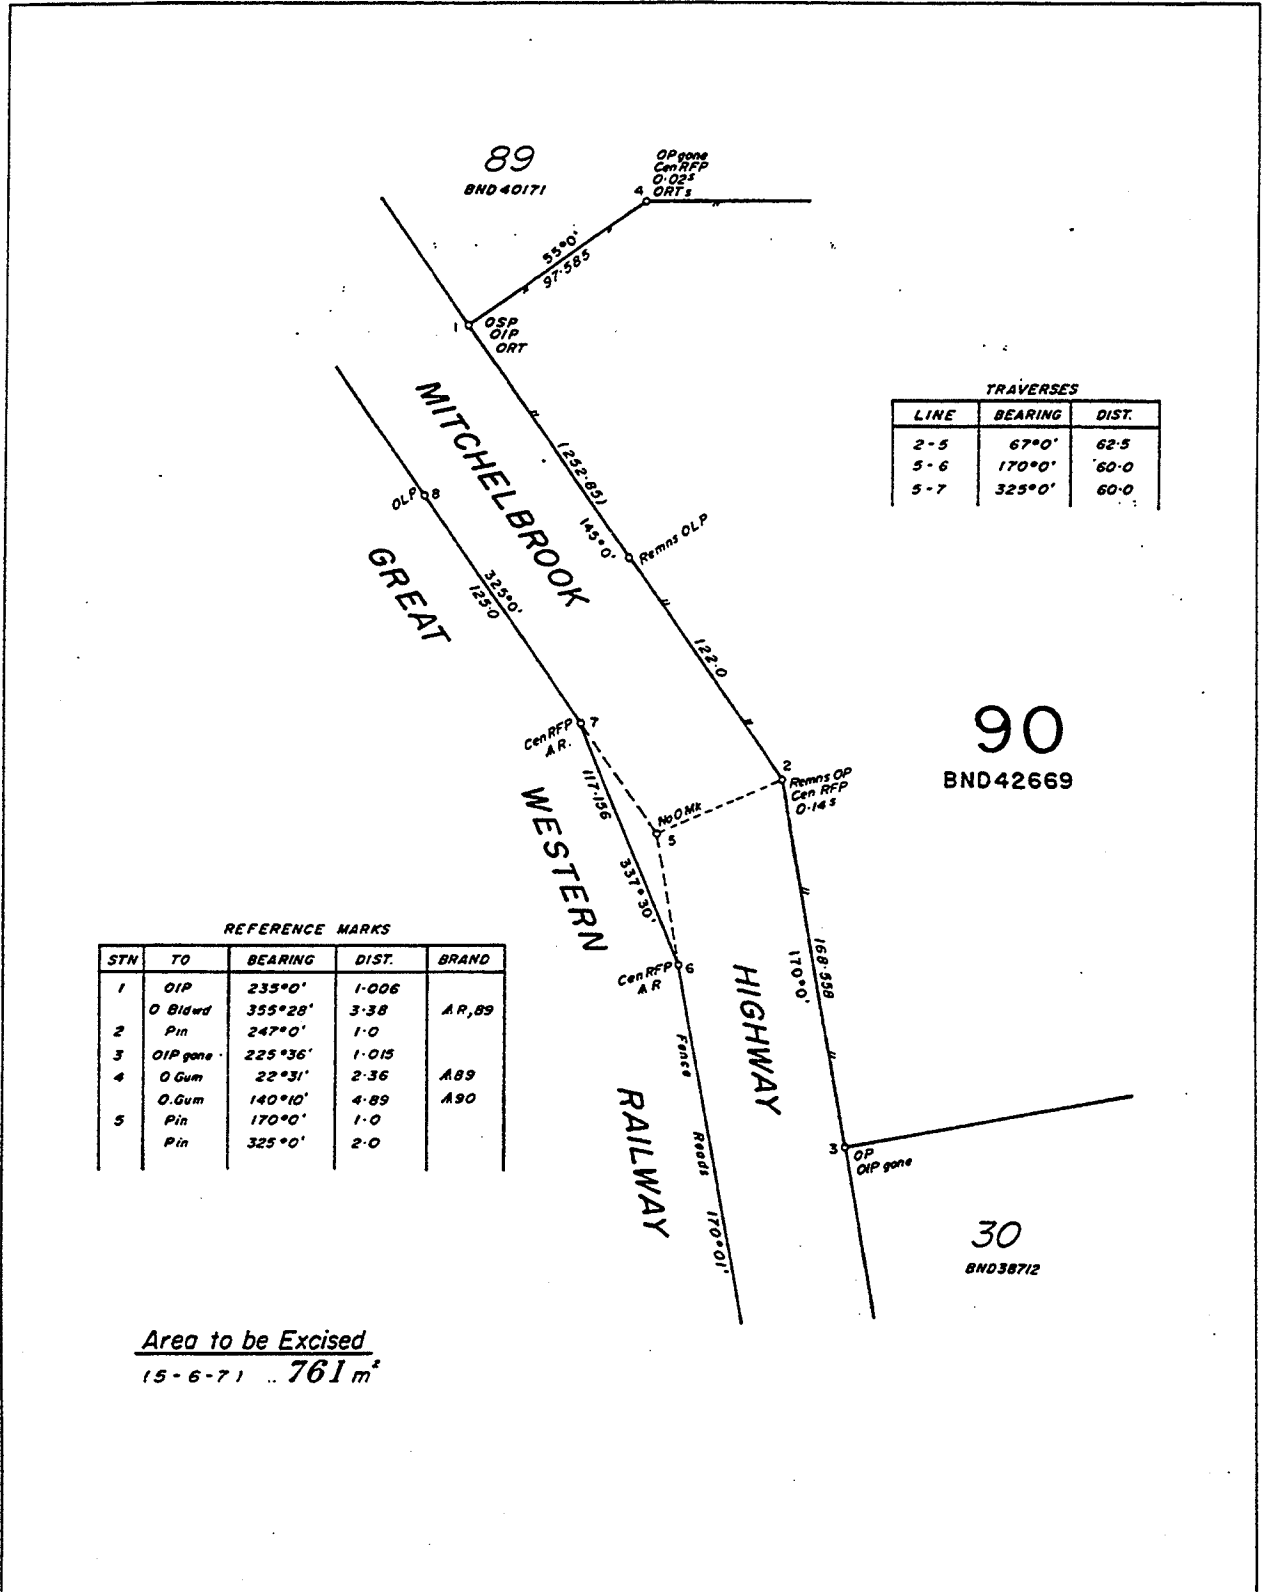 89
BND 40171
OP gone
Cen RFP
0·02s
ORTs
4
55°0'
97·585
1
OSP
OIP
ORT
MITCHELBROOK
(252·851)
145°0'
Remns OLP
TRAVERSES
LINE BEARING DIST.
2-5 67°0' 62·5
5-6 170°0' 60·0
5-7 325°0' 60·0
OLP 8
GREAT
325°0'
125·0
122·0
90
BND42669
Cen RFP 7
AR.
2
Remns OP
Cen RFP
0·14s
117·156
No O Mk
5
WESTERN
337°30'
168·558
170°0'
Cen RFP 6
AR
HIGHWAY
REFERENCE MARKS
STN TO BEARING DIST. BRAND
1 OIP 235°0' 1·006
O Bldwd 355°28' 3·38 AR,89
2 Pin 247°0' 1·0
3 OIP gone 225°36' 1·015
4 O Gum 22°31' 2·36 A89
O.Gum 140°10' 4·89 A90
5 Pin 170°0' 1·0
Pin 325°0' 2·0
Fence
RAILWAY
Roads
170°01'
3
OP
OIP gone
30
BND38712
Area to be Excised
(5-6-7) .. 761 m²